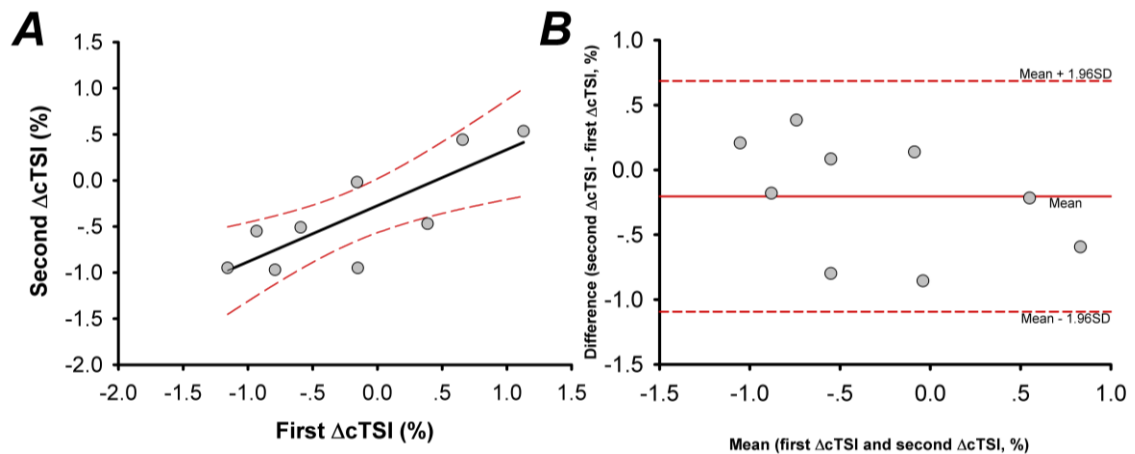 A
1.5
1.0
.5
0.0
-.5
-1.0
-1.5
-2.0
Second ΔcTSI (%)
-2.0 -1.5 -1.0 -.5 0.0 .5 1.0 1.5
First ΔcTSI (%)
B
1.0
.5
0.0
-.5
-1.0
-1.5
Difference (second ΔcTSI - first ΔcTSI, %)
Mean + 1.96SD
Mean
Mean - 1.96SD
-1.5 -1.0 -.5 0.0 .5 1.0
Mean (first ΔcTSI and second ΔcTSI, %)